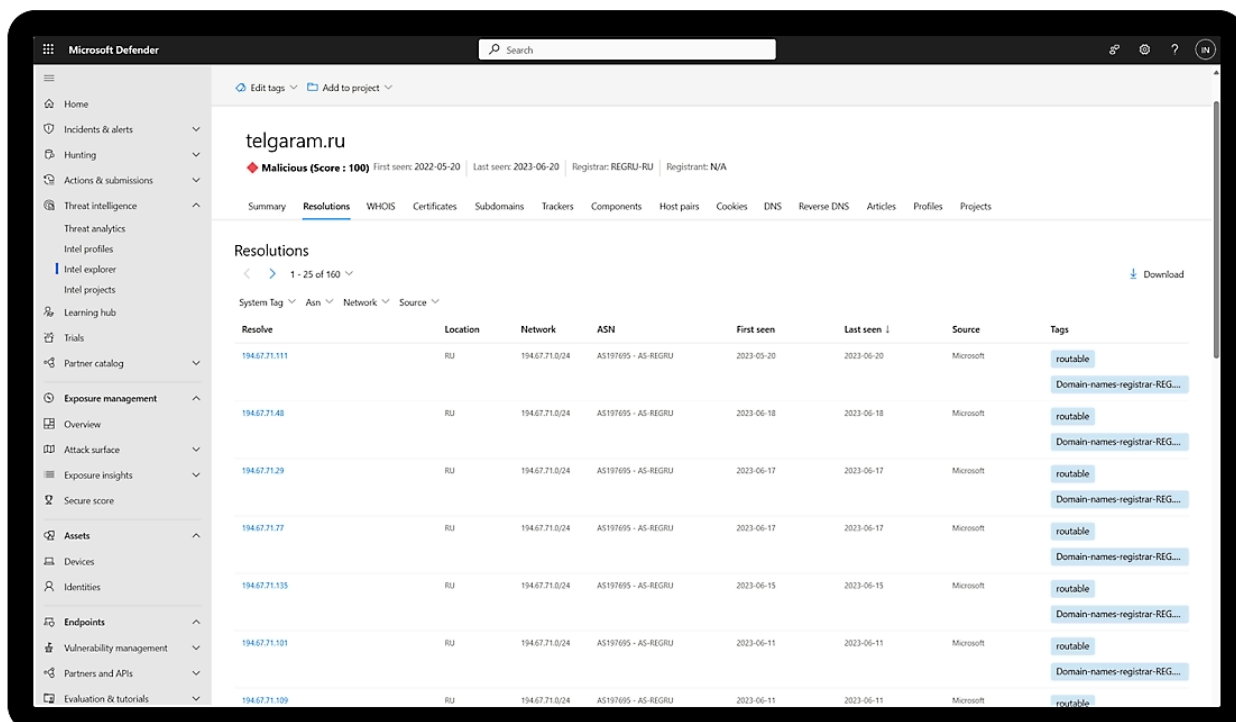 Microsoft Defender
Search
IN
Home
Incidents & alerts
Hunting
Actions & submissions
Threat intelligence
Threat analytics
Intel profiles
Intel explorer
Intel projects
Learning hub
Trials
Partner catalog
Exposure management
Overview
Attack surface
Exposure insights
Secure score
Assets
Devices
Identities
Endpoints
Vulnerability management
Partners and APIs
Evaluation & tutorials
Edit tags Add to project
telgaram.ru
Malicious (Score : 100) First seen: 2022-05-20 Last seen: 2023-06-20 Registrar: REGRU-RU Registrant: N/A
Summary Resolutions WHOIS Certificates Subdomains Trackers Components Host pairs Cookies DNS Reverse DNS Articles Profiles Projects
Resolutions
1 - 25 of 160 Download
System Tag Asn Network Source
Resolve Location Network ASN First seen Last seen ↓ Source Tags
194.67.71.111 RU 194.67.71.0/24 AS197695 - AS-REGRU 2023-05-20 2023-06-20 Microsoft routable
Domain-names-registrar-REG....
194.67.71.48 RU 194.67.71.0/24 AS197695 - AS-REGRU 2023-06-18 2023-06-18 Microsoft routable
Domain-names-registrar-REG....
194.67.71.29 RU 194.67.71.0/24 AS197695 - AS-REGRU 2023-06-17 2023-06-17 Microsoft routable
Domain-names-registrar-REG....
194.67.71.77 RU 194.67.71.0/24 AS197695 - AS-REGRU 2023-06-17 2023-06-17 Microsoft routable
Domain-names-registrar-REG....
194.67.71.135 RU 194.67.71.0/24 AS197695 - AS-REGRU 2023-06-15 2023-06-15 Microsoft routable
Domain-names-registrar-REG....
194.67.71.101 RU 194.67.71.0/24 AS197695 - AS-REGRU 2023-06-11 2023-06-11 Microsoft routable
Domain-names-registrar-REG....
194.67.71.109 RU 194.67.71.0/24 AS197695 - AS-REGRU 2023-06-11 2023-06-11 Microsoft routable